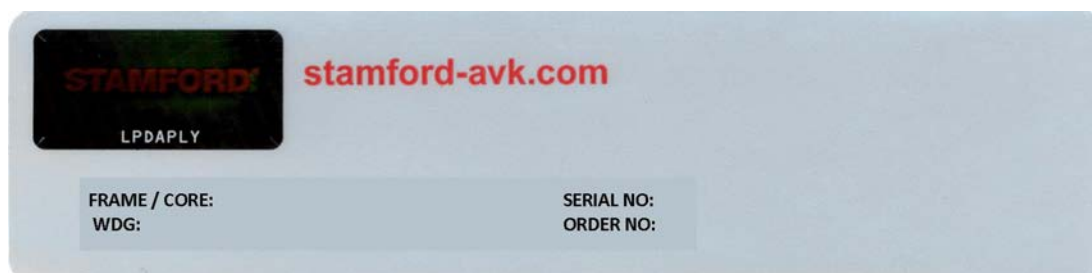 STAMFORD
LPDAPLY
stamford-avk.com
FRAME / CORE:
WDG:
SERIAL NO:
ORDER NO: